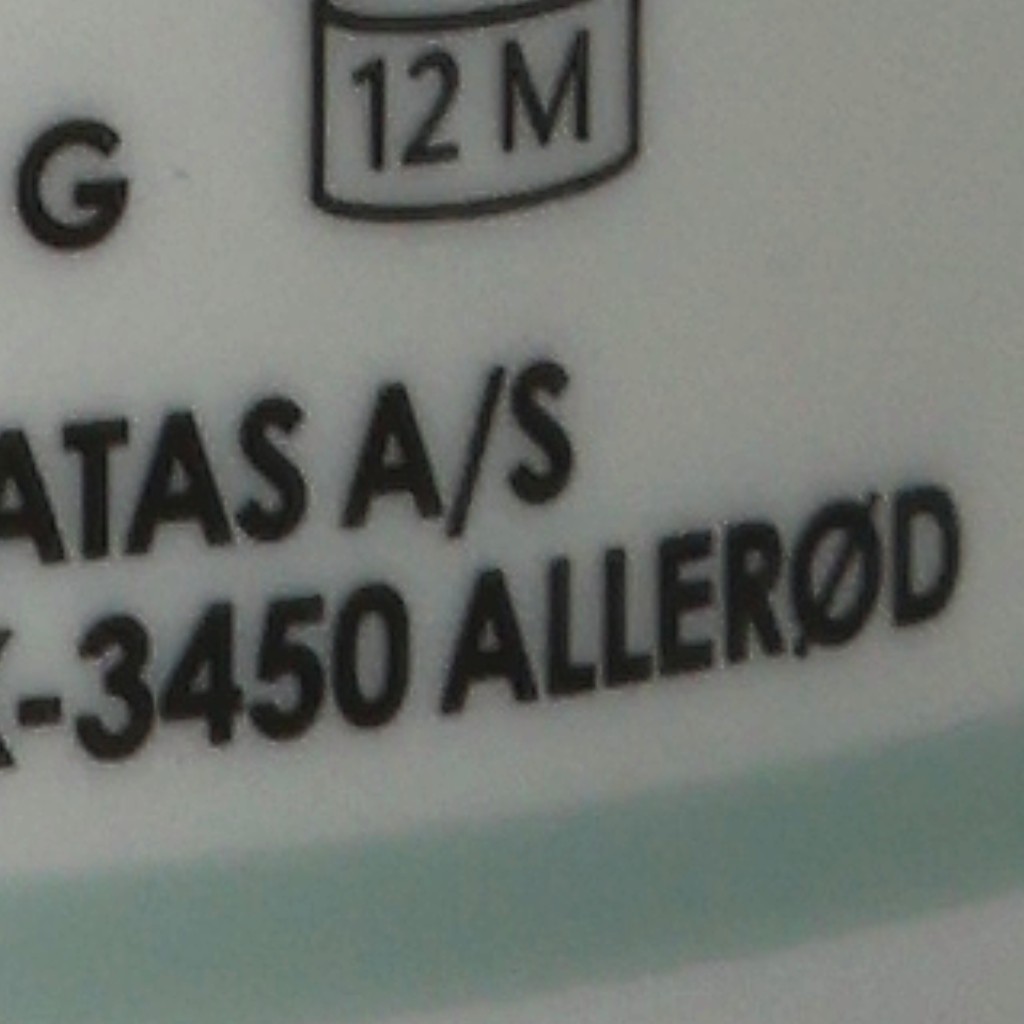 12 M
G
ATAS A/S
-3450 ALLERØD